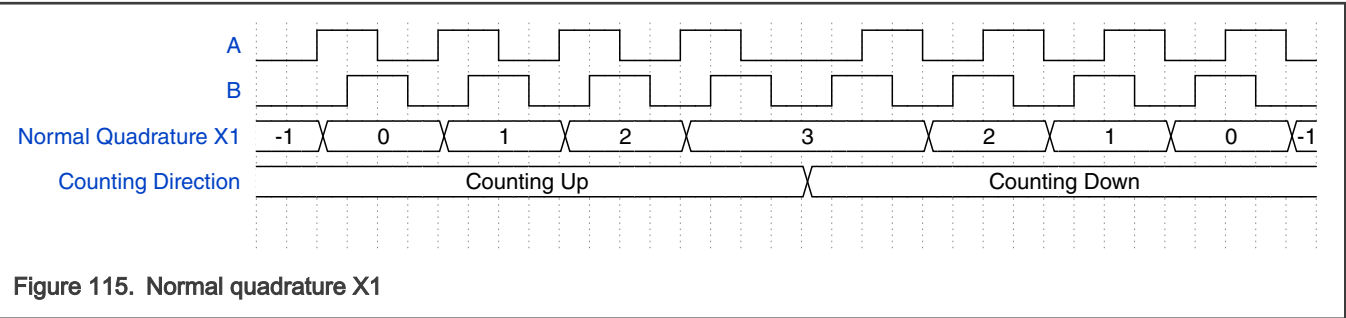 A
B
Normal Quadrature X1 -1 0 1 2 3 2 1 0 -1
Counting Direction Counting Up Counting Down
Figure 115. Normal quadrature X1